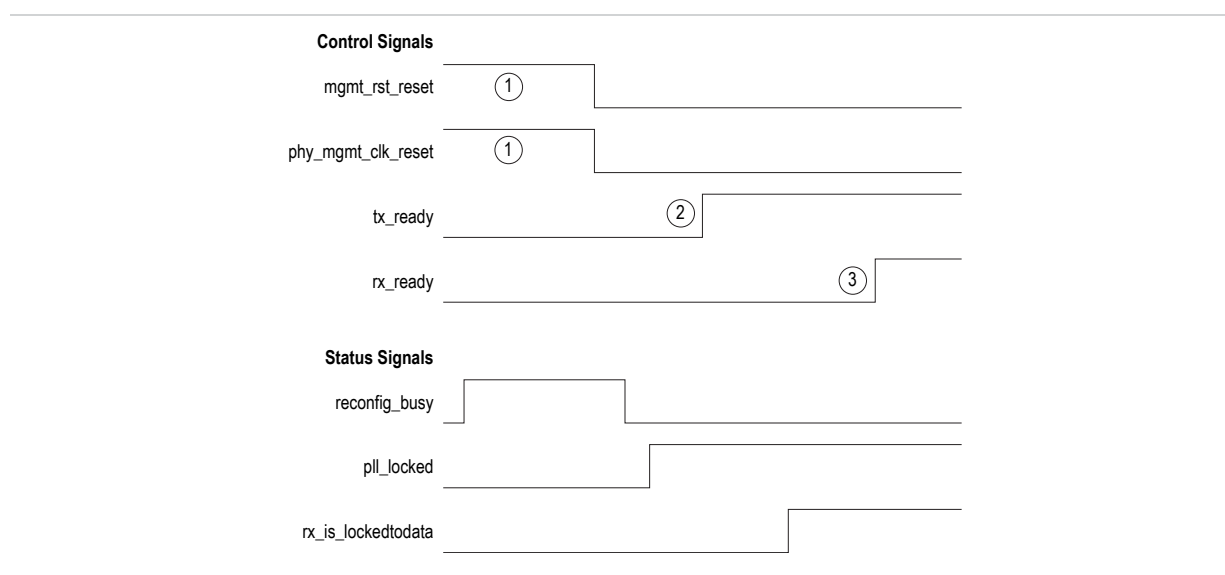 Control Signals
mgmt_rst_reset 1
phy_mgmt_clk_reset 1
tx_ready 2
rx_ready 3
Status Signals
reconfig_busy
pll_locked
rx_is_lockedtodata